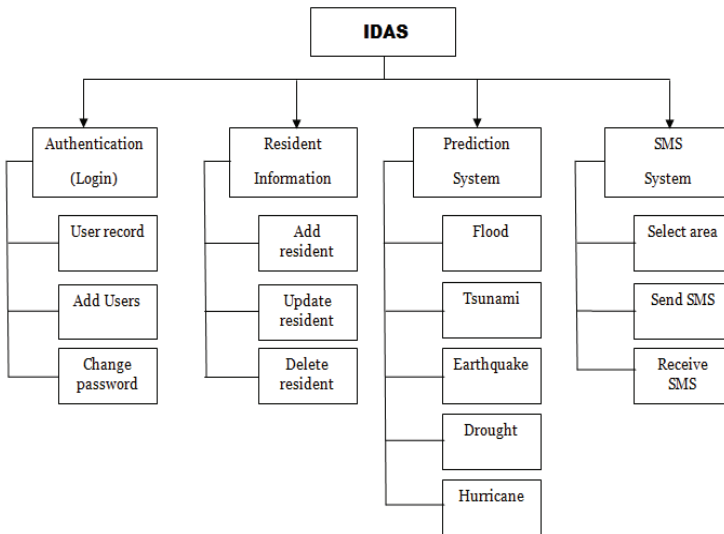 IDAS
Authentication
(Login)
User record
Add Users
Change
password
Resident
Information
Add
resident
Update
resident
Delete
resident
Prediction
System
Flood
Tsunami
Earthquake
Drought
Hurricane
SMS
System
Select area
Send SMS
Receive
SMS